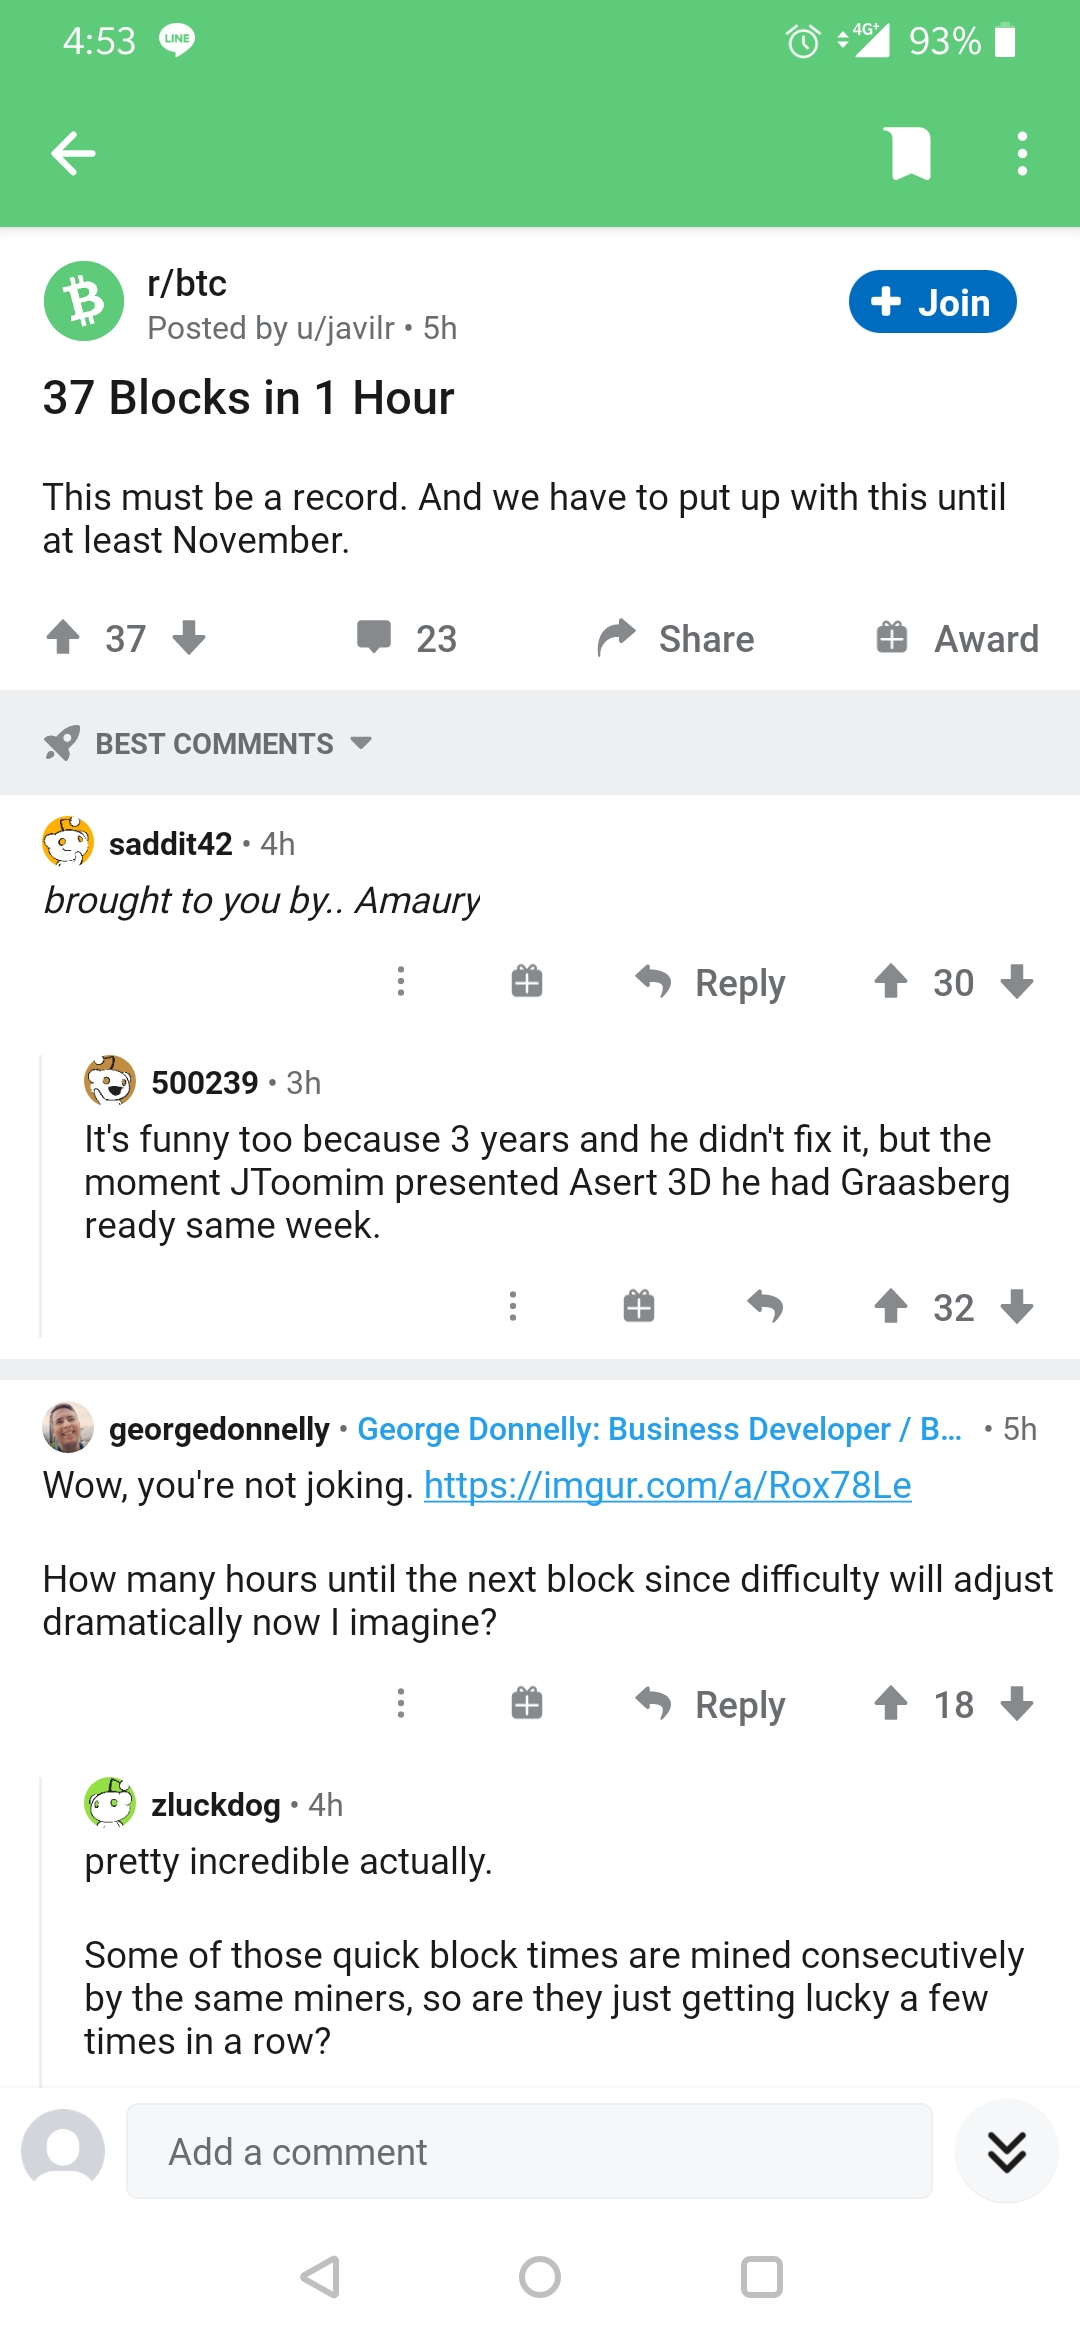 4:53 LINE 4G+ 93%
r/btc
Posted by u/javilr • 5h
Join
37 Blocks in 1 Hour
This must be a record. And we have to put up with this until
at least November.
37 23 Share Award
BEST COMMENTS
saddit42 • 4h
brought to you by.. Amaury
Reply 30
500239 • 3h
It's funny too because 3 years and he didn't fix it, but the
moment JToomim presented Asert 3D he had Graasberg
ready same week.
32
georgedonnelly • George Donnelly: Business Developer / B... • 5h
Wow, you're not joking. https://imgur.com/a/Rox78Le
How many hours until the next block since difficulty will adjust
dramatically now I imagine?
Reply 18
zluckdog • 4h
pretty incredible actually.
Some of those quick block times are mined consecutively
by the same miners, so are they just getting lucky a few
times in a row?
Add a comment